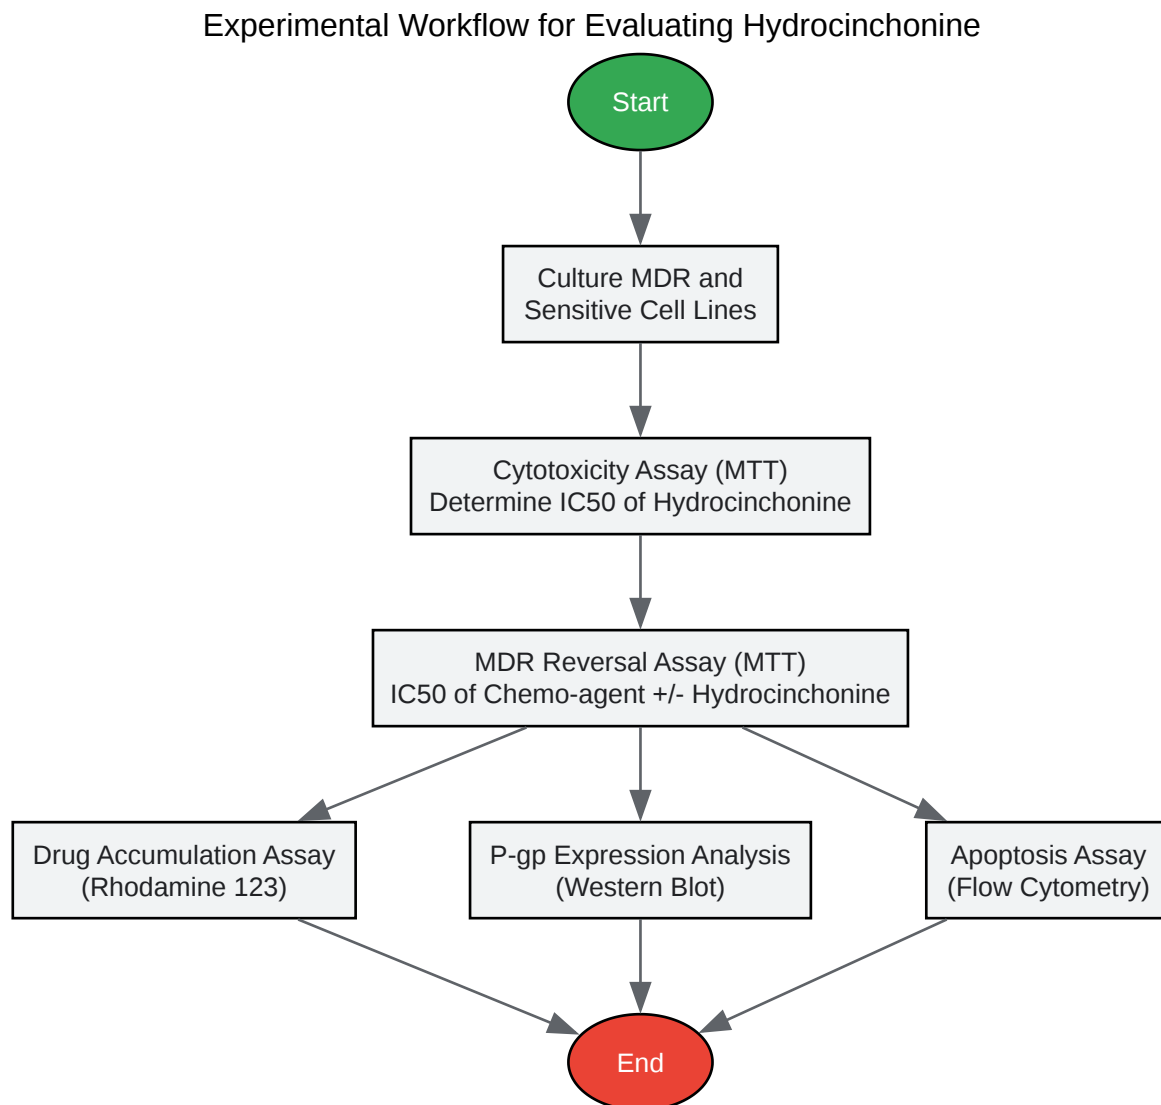 Experimental Workflow for Evaluating Hydrocinchonine
Start
Culture MDR and
Sensitive Cell Lines
Cytotoxicity Assay (MTT)
Determine IC50 of Hydrocinchonine
MDR Reversal Assay (MTT)
IC50 of Chemo-agent +/- Hydrocinchonine
Drug Accumulation Assay
(Rhodamine 123)
P-gp Expression Analysis
(Western Blot)
Apoptosis Assay
(Flow Cytometry)
End